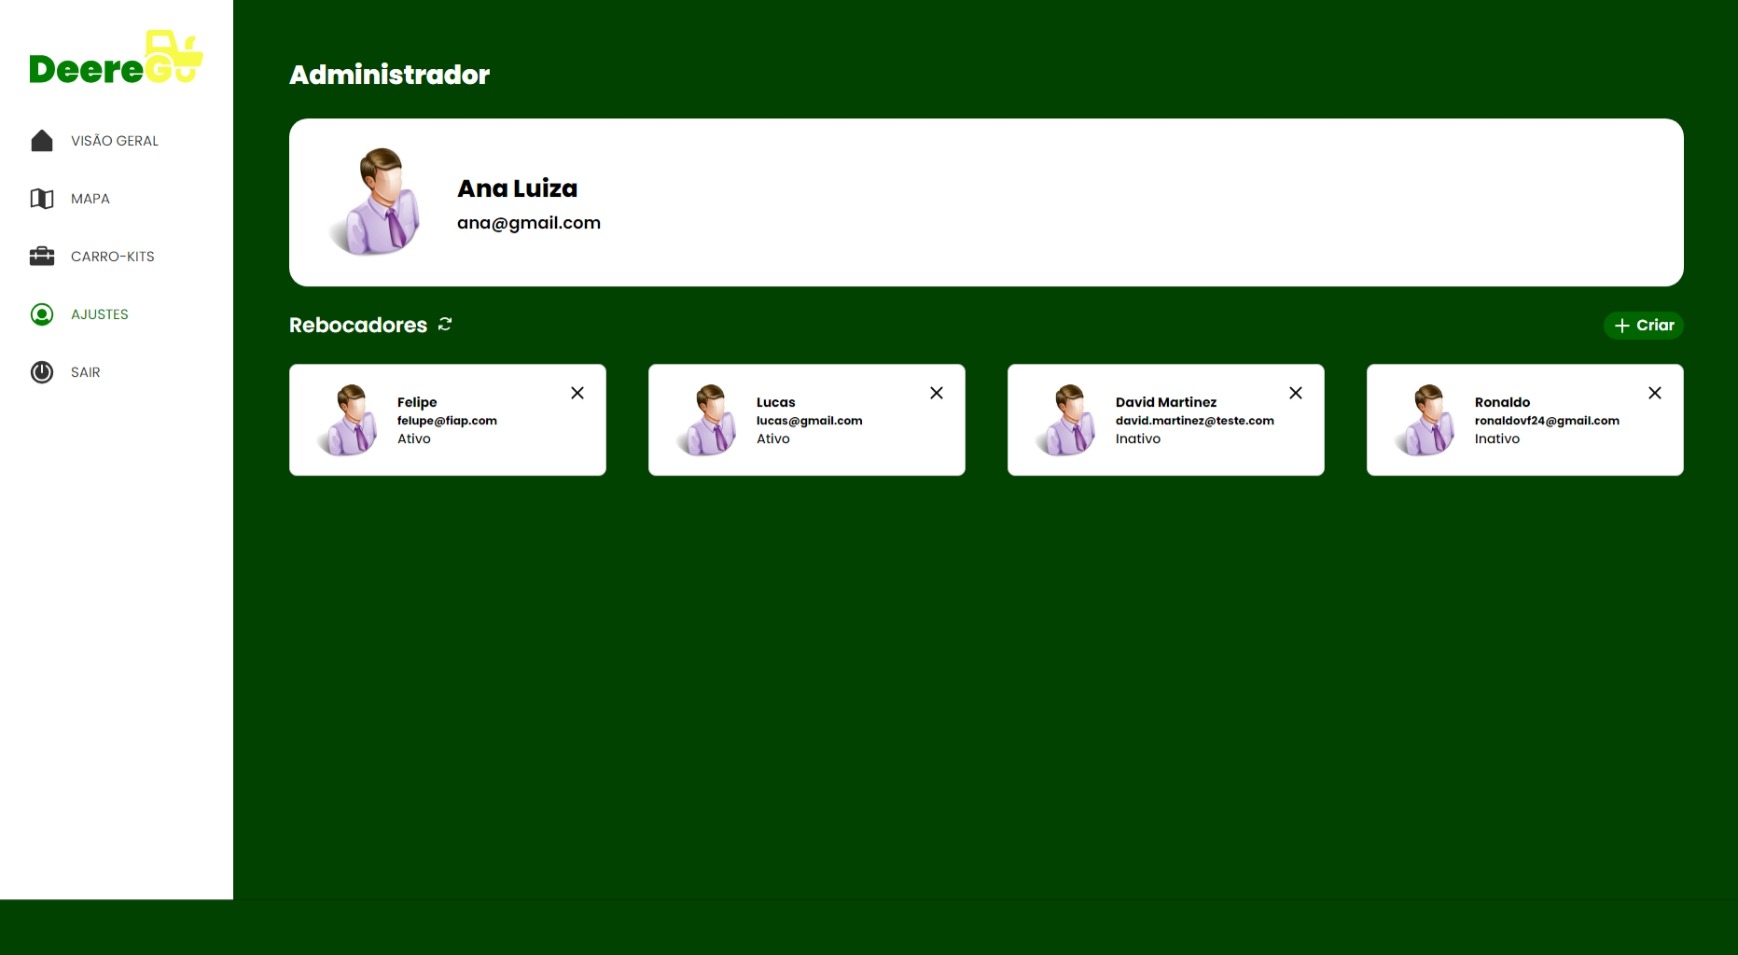 DeereGo
VISÃO GERAL
MAPA
CARRO-KITS
AJUSTES
SAIR
Administrador
Ana Luiza
ana@gmail.com
Rebocadores
Criar
Felipe
felupe@fiap.com
Ativo
Lucas
lucas@gmail.com
Ativo
David Martinez
david.martinez@teste.com
Inativo
Ronaldo
ronaldovf24@gmail.com
Inativo